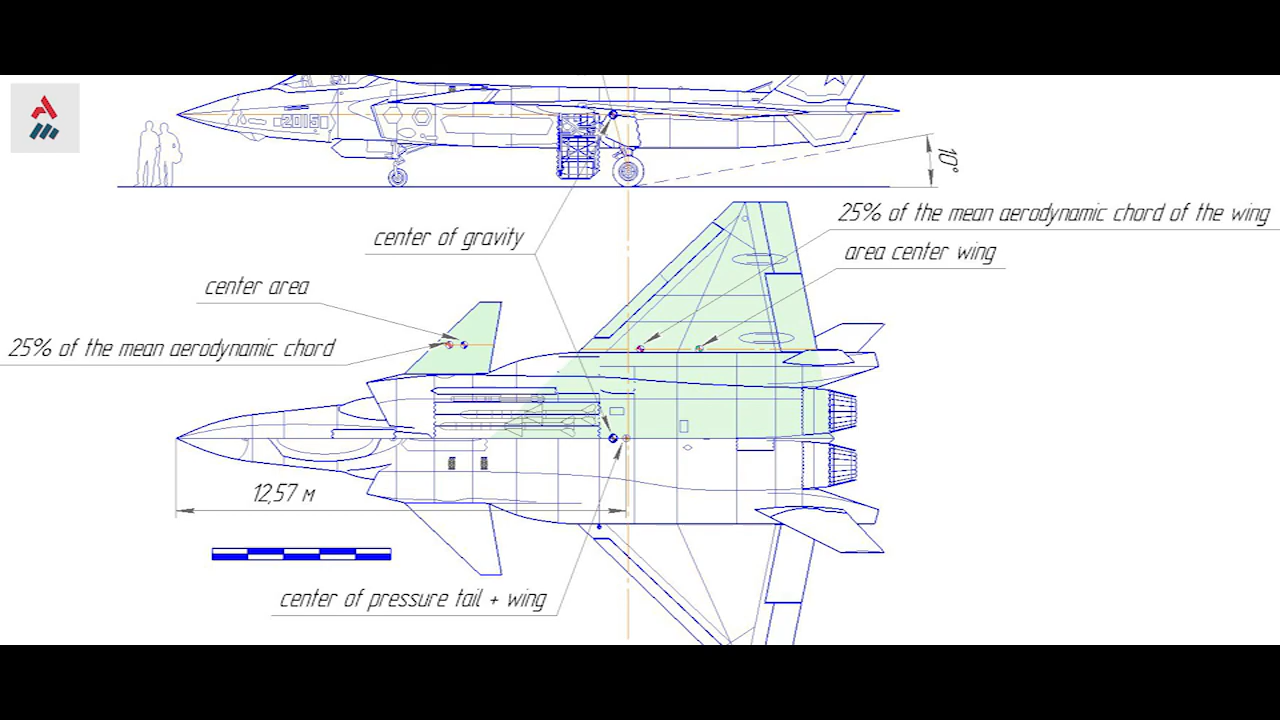 2015
10°
25% of the mean aerodynamic chord of the wing
center of gravity
area center wing
center area
25% of the mean aerodynamic chord
12,57 м
center of pressure tail + wing